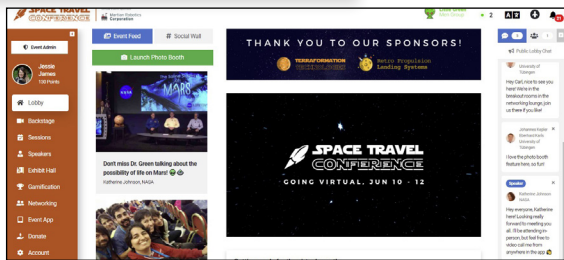 SPACE TRAVEL
CONFERENCE
Martian Robotics
Corporation
2
Event Admin
Jessie
James
100 Points
Lobby
Backstage
Sessions
Speakers
Exhibit Hall
Gamification
Networking
Event App
Donate
Account
Event Feed
# Social Wall
Launch Photo Booth
NASA
MARS
Don't miss Dr. Green talking about the
possibility of life on Mars!
Katherine Johnson, NAGA
THANK YOU TO OUR SPONSORS!
TERRAFORMATION
TECHNOLOGIES
Retro Propulsion
Landing Systems
SPACE TRAVEL
CONFERENCE
GOING VIRTUAL, JUN 10 - 12
Public Lobby Chat
University of
Tübingen
Hey Carl, nice to see you
here! We're in the
breakout rooms in the
networking lounge, join
us there if you like!
Johannes Kepler
Eberhard Karls
University of
Tübingen
I love the photo booth
feature here, so fun!
Speaker
Katherine Johnson
NAGA
Hey everyone, Katherine
here! Looking really
forward to meeting you
all. I'll be attending in-
person, but feel free to
video call me from
anywhere in the app